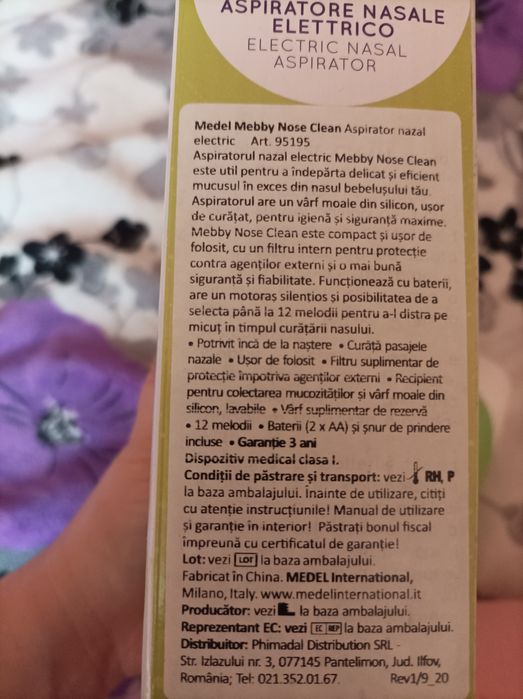 ASPIRATORE NASALE
ELETTRICO
ELECTRIC NASAL
ASPIRATOR
Medel Mebby Nose Clean Aspirator nazal
electric Art. 95195
Aspiratorul nazal electric Mebby Nose Clean
este util pentru a îndepărta delicat și eficient
mucusul în exces din nasul bebelușului tău.
Aspiratorul are un vârf moale din silicon, ușor
de curățat, pentru igienă și siguranță maxime.
Mebby Nose Clean este compact și ușor de
folosit, cu un filtru intern pentru protecție
contra agenților externi și o mai bună
siguranță și fiabilitate. Funcționează cu baterii,
are un motoraș silențios și posibilitatea de a
selecta până la 12 melodii pentru a-l distra pe
micuț în timpul curățării nasului.
• Potrivit încă de la naștere • Curăță pasajele
nazale • Ușor de folosit • Filtru suplimentar de
protecție împotriva agenților externi • Recipient
pentru colectarea mucozităților și vârf moale din
silicon, lavabile • Vârf suplimentar de rezervă
• 12 melodii • Baterii (2 x AA) și șnur de prindere
incluse • Garanție 3 ani
Dispozitiv medical clasa I.
Condiții de păstrare și transport: vezi RH, P
la baza ambalajului. Înainte de utilizare, citiți
cu atenție instrucțiunile! Manual de utilizare
și garanție în interior! Păstrați bonul fiscal
împreună cu certificatul de garanție!
Lot: vezi LOT la baza ambalajului.
Fabricat în China. MEDEL International,
Milano, Italy. www.medelinternational.it
Producător: vezi la baza ambalajului.
Reprezentant EC: vezi EC REP la baza ambalajului.
Distribuitor: Phimadal Distribution SRL -
Str. Izlazului nr. 3, 077145 Pantelimon, Jud. Ilfov,
România; Tel: 021.352.01.67. Rev1/9_20